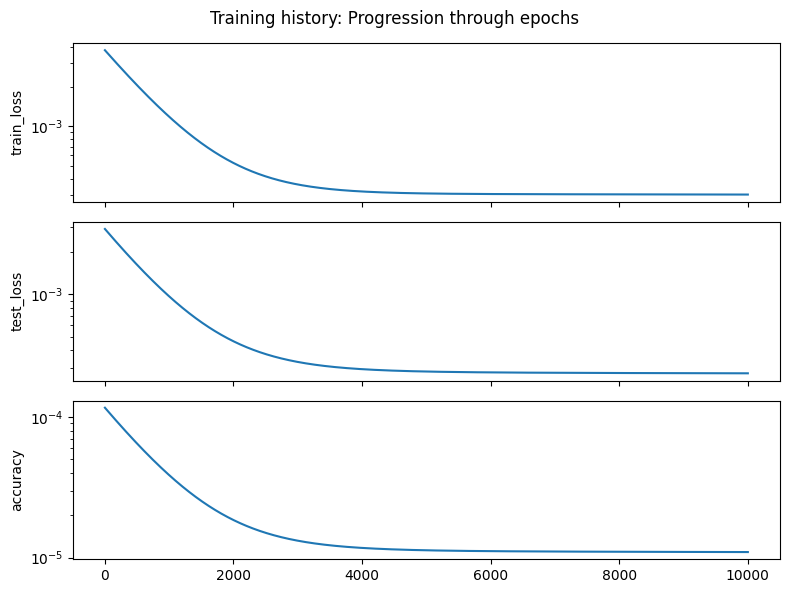 Training history: Progression through epochs
train_loss
10⁻³
test_loss
10⁻³
accuracy
10⁻⁴
10⁻⁵
0 2000 4000 6000 8000 10000